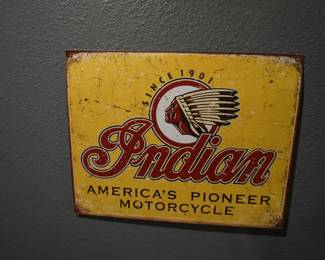 SINCE 1901
Indian
AMERICA'S PIONEER
MOTORCYCLE